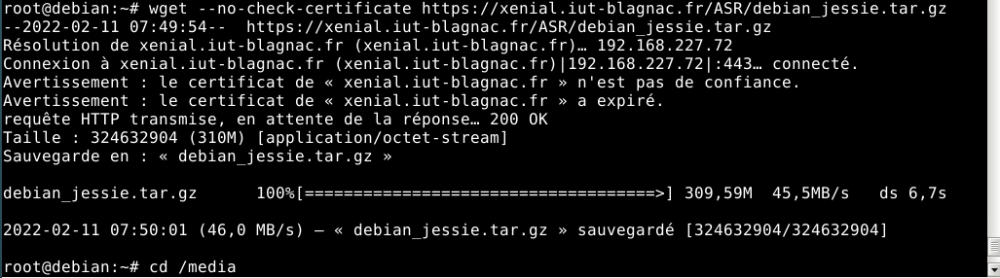 root@debian:~# wget --no-check-certificate https://xenial.iut-blagnac.fr/ASR/debian_jessie.tar.gz
--2022-02-11 07:49:54--  https://xenial.iut-blagnac.fr/ASR/debian_jessie.tar.gz
Résolution de xenial.iut-blagnac.fr (xenial.iut-blagnac.fr)… 192.168.227.72
Connexion à xenial.iut-blagnac.fr (xenial.iut-blagnac.fr)|192.168.227.72|:443… connecté.
Avertissement : le certificat de « xenial.iut-blagnac.fr » n'est pas de confiance.
Avertissement : le certificat de « xenial.iut-blagnac.fr » a expiré.
requête HTTP transmise, en attente de la réponse… 200 OK
Taille : 324632904 (310M) [application/octet-stream]
Sauvegarde en : « debian_jessie.tar.gz »
debian_jessie.tar.gz      100%[====================================>] 309,59M  45,5MB/s   ds 6,7s
2022-02-11 07:50:01 (46,0 MB/s) — « debian_jessie.tar.gz » sauvegardé [324632904/324632904]
root@debian:~# cd /media